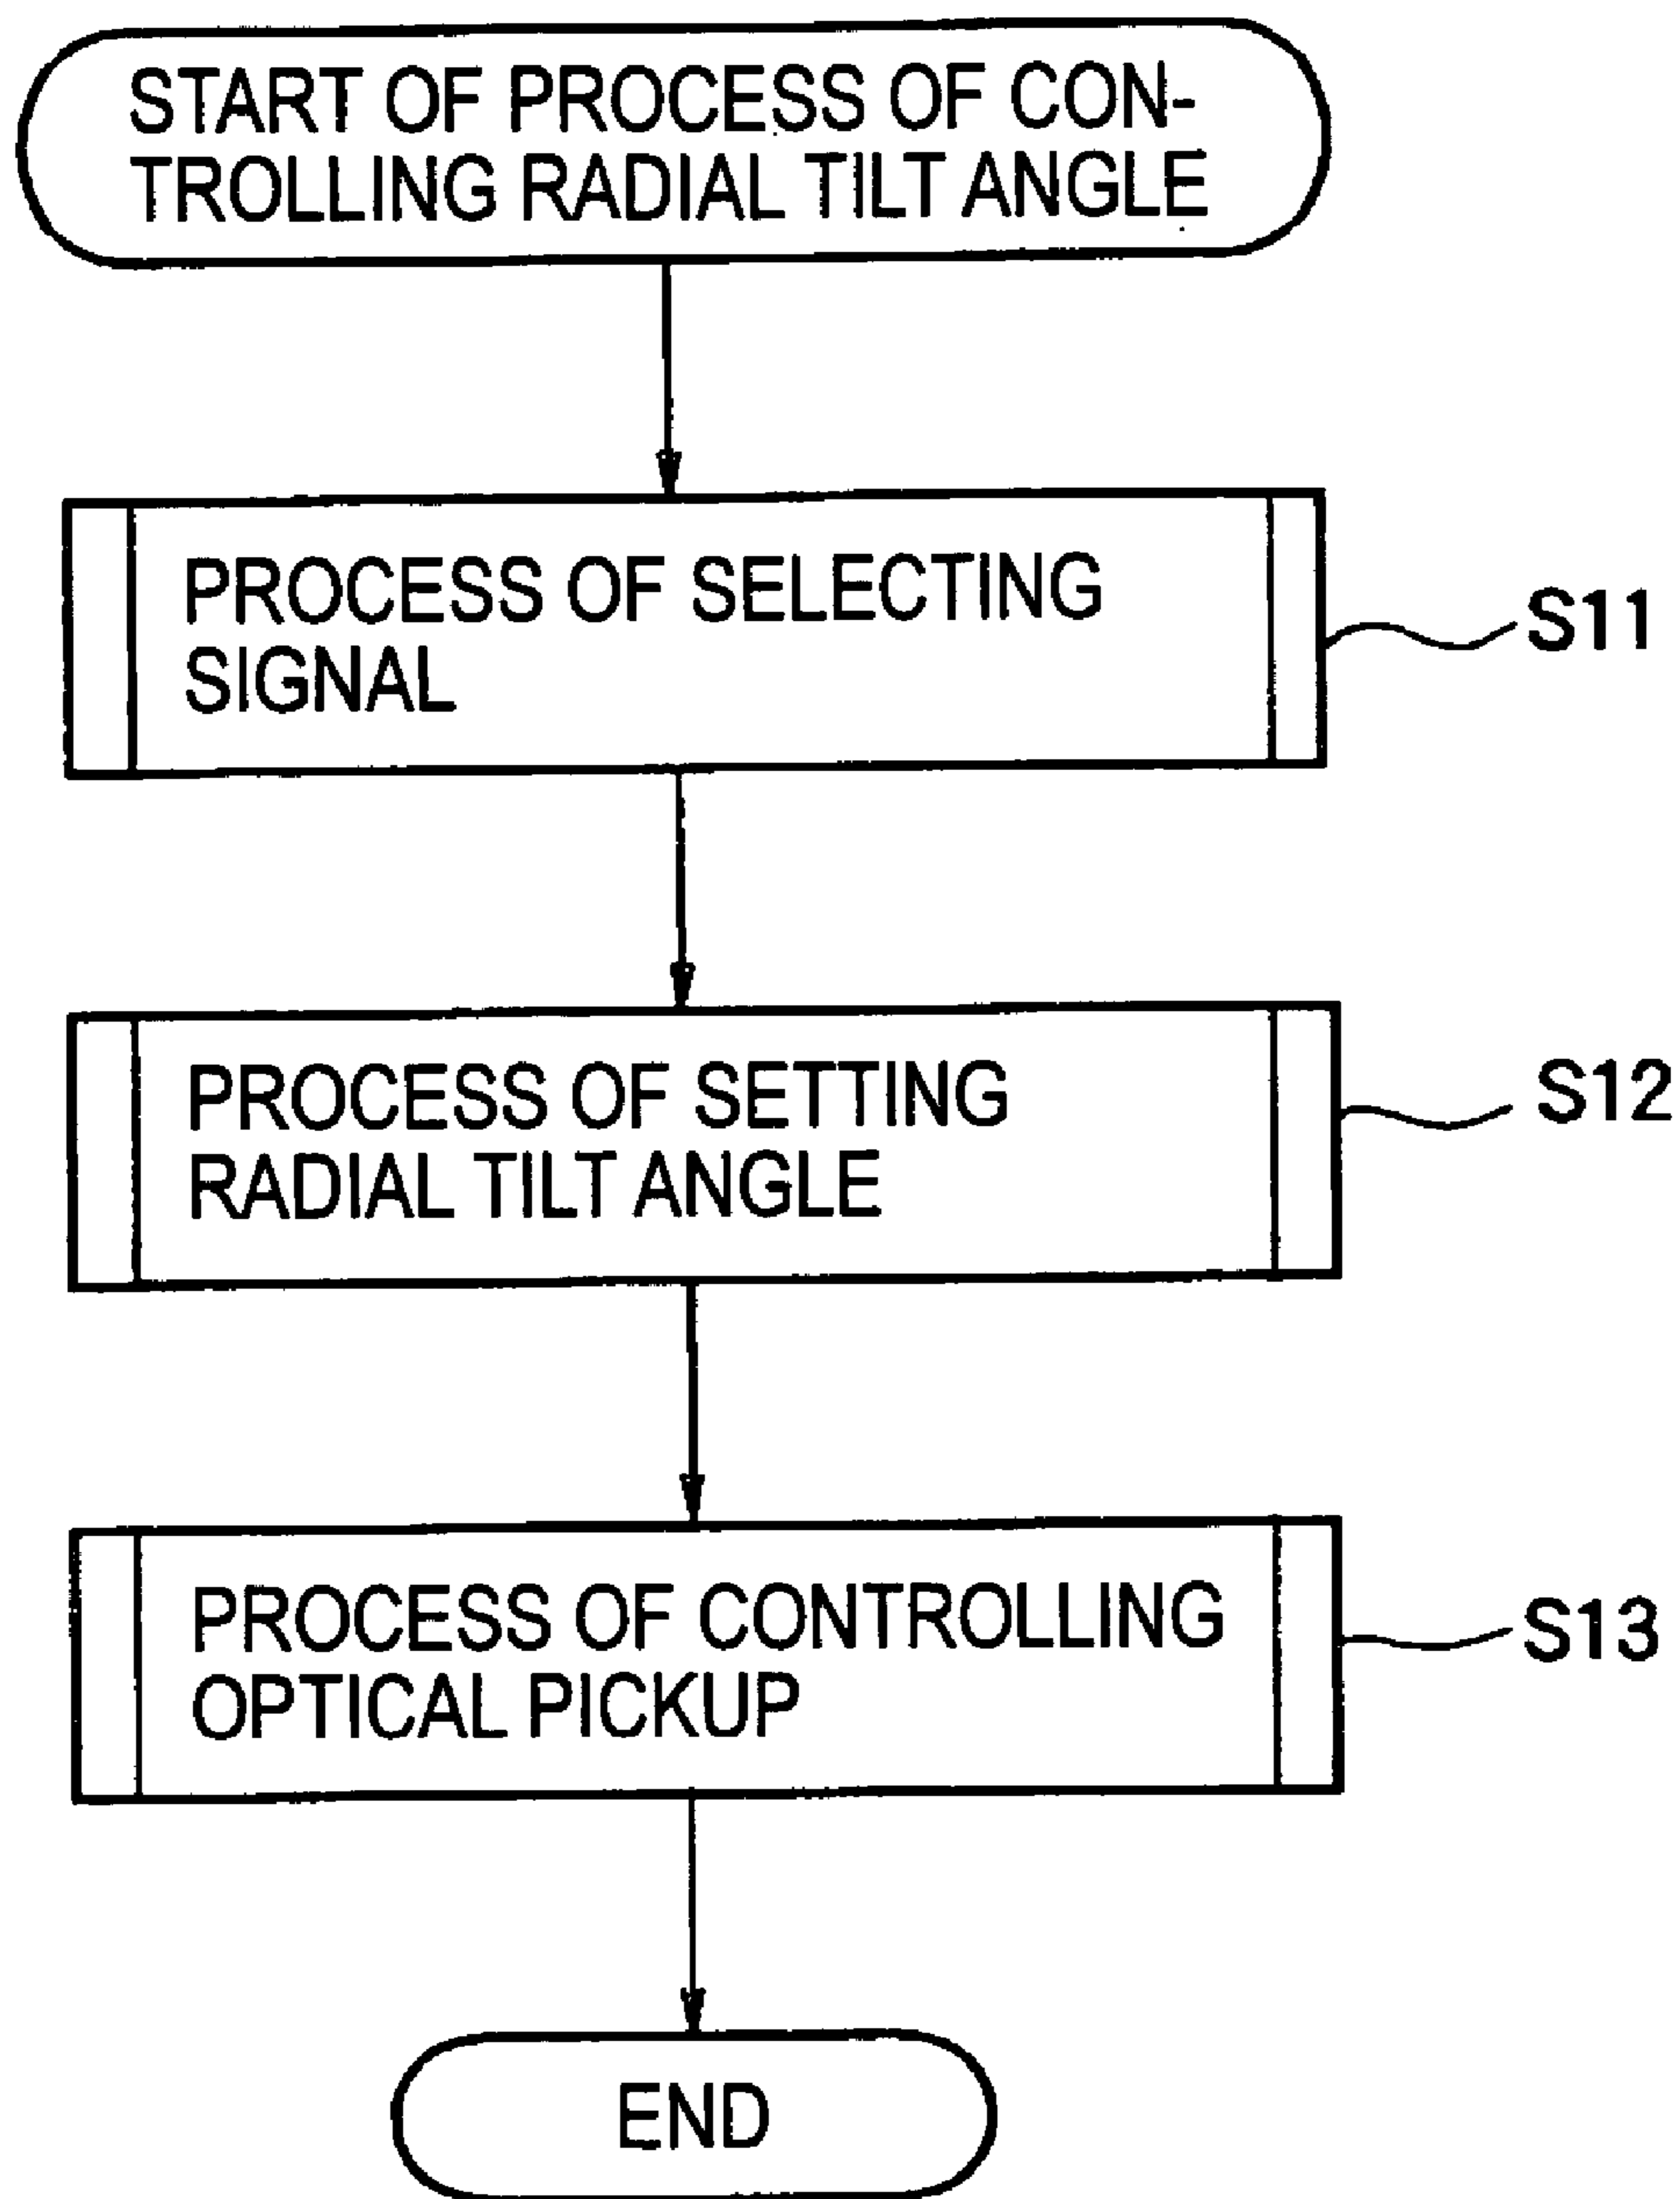 START OF PROCESS OF CON-
TROLLING RADIAL TILT ANGLE
PROCESS OF SELECTING
SIGNAL
S11
PROCESS OF SETTING
RADIAL TILT ANGLE
S12
PROCESS OF CONTROLLING
OPTICAL PICKUP
S13
END